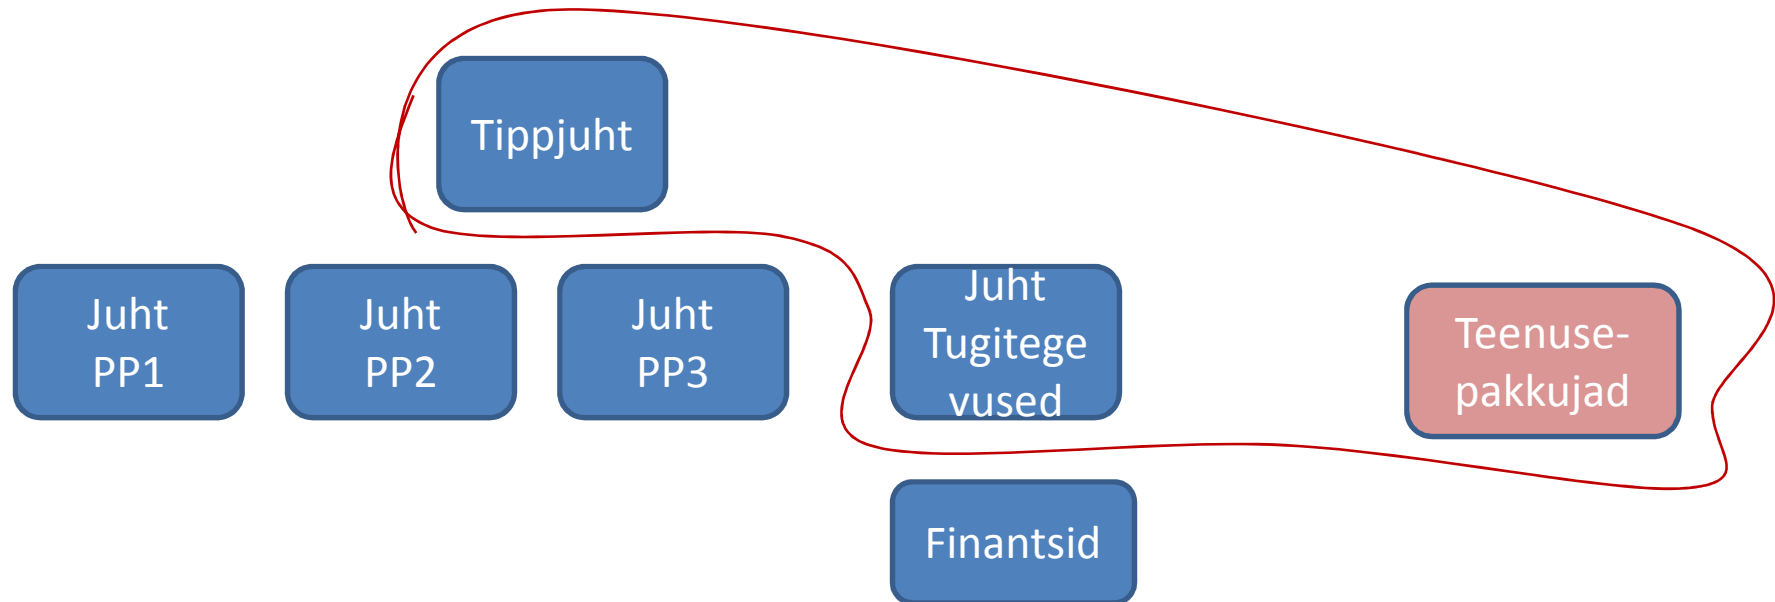 Tippjuht
Juht
PP1
Juht
PP2
Juht
PP3
Juht
Tugitege
vused
Teenuse-
pakkujad
Finantsid